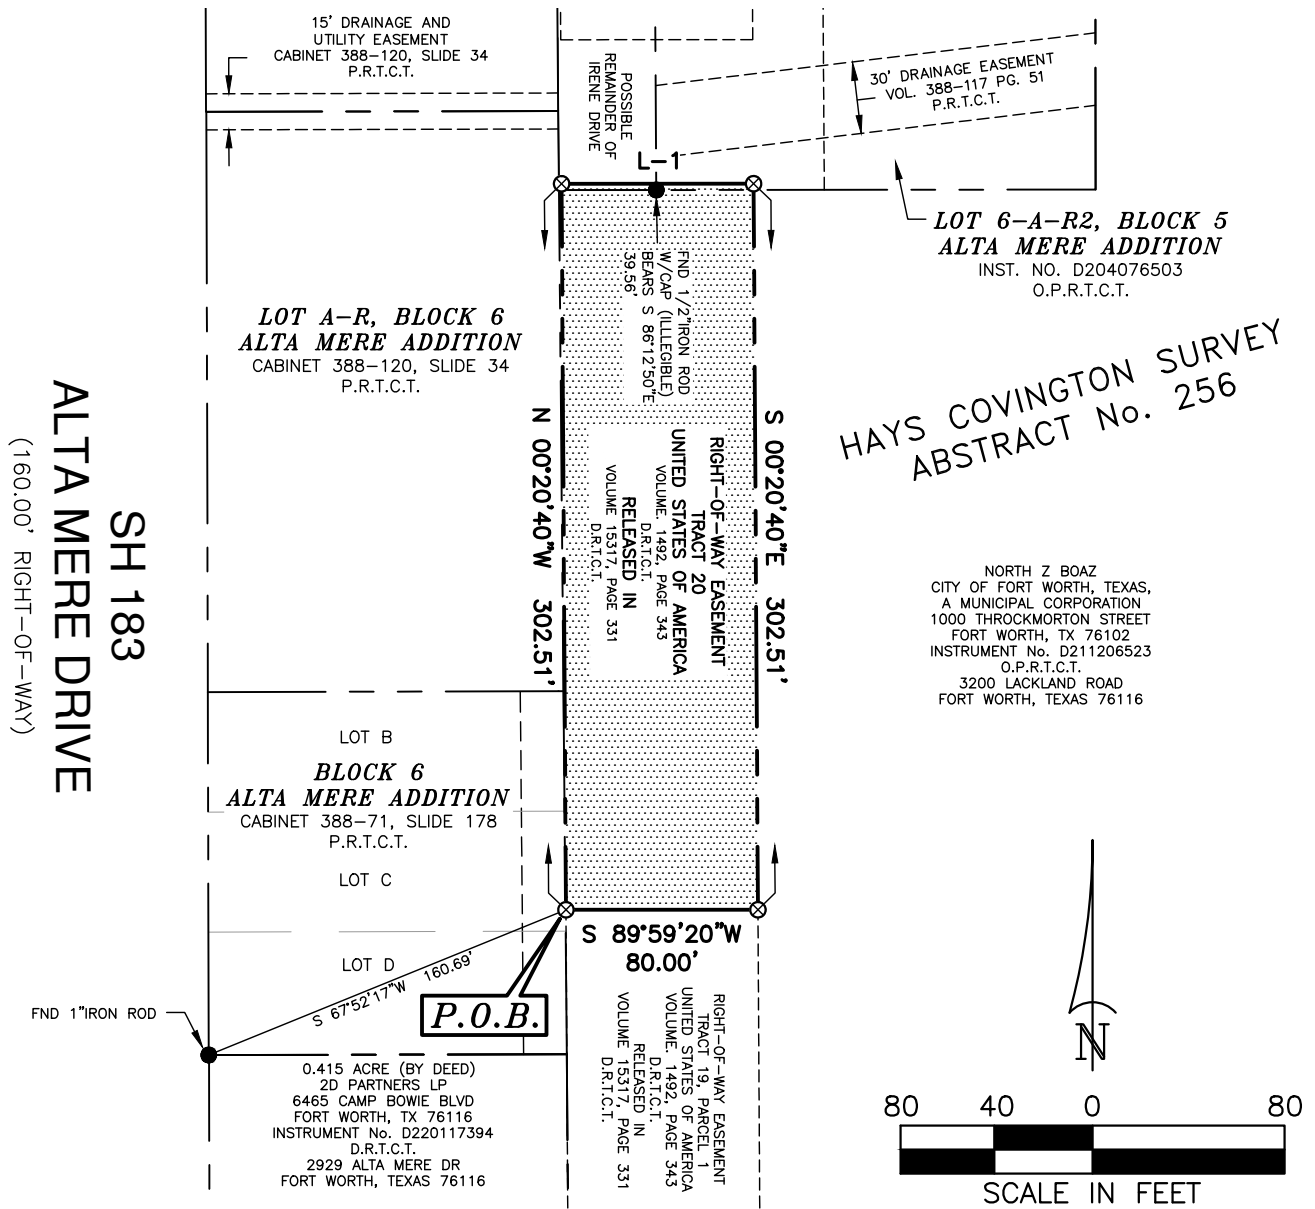 15' DRAINAGE AND
UTILITY EASEMENT
CABINET 388-120, SLIDE 34
P.R.T.C.T.
POSSIBLE
REMAINDER OF
IRENE DRIVE
30' DRAINAGE EASEMENT
VOL. 388-117 PG. 51
P.R.T.C.T.
L-1
LOT 6-A-R2, BLOCK 5
ALTA MERE ADDITION
INST. NO. D204076503
O.P.R.T.C.T.
FND 1/2"IRON ROD
W/CAP (ILLLEGIBLE)
BEARS S 86°12'50"E
39.56'
LOT A-R, BLOCK 6
ALTA MERE ADDITION
CABINET 388-120, SLIDE 34
P.R.T.C.T.
HAYS COVINGTON SURVEY
ABSTRACT No. 256
SH 183
ALTA MERE DRIVE
(160.00' RIGHT-OF-WAY)
N 00°20'40"W 302.51'
S 00°20'40"E 302.51'
RIGHT-OF-WAY EASEMENT
TRACT 20
UNITED STATES OF AMERICA
VOLUME. 1492, PAGE 343
D.R.T.C.T.
RELEASED IN
VOLUME 15317, PAGE 331
D.R.T.C.T.
NORTH Z BOAZ
CITY OF FORT WORTH, TEXAS,
A MUNICIPAL CORPORATION
1000 THROCKMORTON STREET
FORT WORTH, TX 76102
INSTRUMENT No. D211206523
O.P.R.T.C.T.
3200 LACKLAND ROAD
FORT WORTH, TEXAS 76116
LOT B
BLOCK 6
ALTA MERE ADDITION
CABINET 388-71, SLIDE 178
P.R.T.C.T.
LOT C
LOT D
S 67°52'17"W 160.69'
S 89°59'20"W
80.00'
P.O.B.
FND 1"IRON ROD
0.415 ACRE (BY DEED)
2D PARTNERS LP
6465 CAMP BOWIE BLVD
FORT WORTH, TX 76116
INSTRUMENT No. D220117394
D.R.T.C.T.
2929 ALTA MERE DR
FORT WORTH, TEXAS 76116
RIGHT-OF-WAY EASEMENT
TRACT 19, PARCEL 1
UNITED STATES OF AMERICA
VOLUME. 1492, PAGE 343
D.R.T.C.T.
RELEASED IN
VOLUME 15317, PAGE 331
D.R.T.C.T.
N
80 40 0 80
SCALE IN FEET